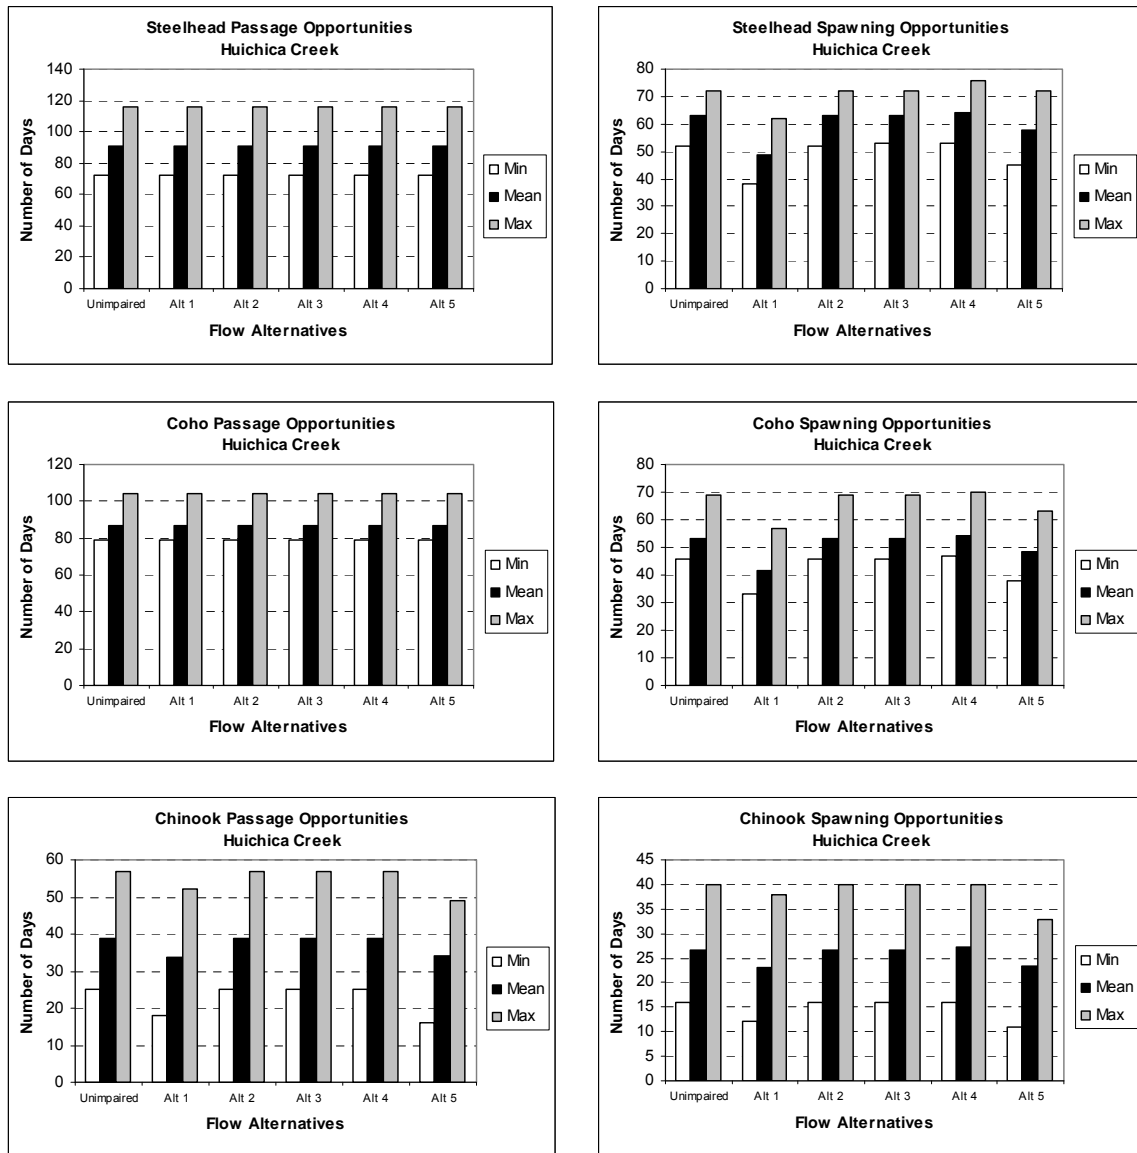 Steelhead Passage Opportunities
Huichica Creek
Number of Days
140
120
100
80
60
40
20
0
Unimpaired Alt 1 Alt 2 Alt 3 Alt 4 Alt 5
Flow Alternatives
Min
Mean
Max
Steelhead Spawning Opportunities
Huichica Creek
Number of Days
80
70
60
50
40
30
20
10
0
Unimpaired Alt 1 Alt 2 Alt 3 Alt 4 Alt 5
Flow Alternatives
Min
Mean
Max
Coho Passage Opportunities
Huichica Creek
Number of Days
120
100
80
60
40
20
0
Unimpaired Alt 1 Alt 2 Alt 3 Alt 4 Alt 5
Flow Alternatives
Min
Mean
Max
Coho Spawning Opportunities
Huichica Creek
Number of Days
80
70
60
50
40
30
20
10
0
Unimpaired Alt 1 Alt 2 Alt 3 Alt 4 Alt 5
Flow Alternatives
Min
Mean
Max
Chinook Passage Opportunities
Huichica Creek
Number of Days
60
50
40
30
20
10
0
Unimpaired Alt 1 Alt 2 Alt 3 Alt 4 Alt 5
Flow Alternatives
Min
Mean
Max
Chinook Spawning Opportunities
Huichica Creek
Number of Days
45
40
35
30
25
20
15
10
5
0
Unimpaired Alt 1 Alt 2 Alt 3 Alt 4 Alt 5
Flow Alternatives
Min
Mean
Max